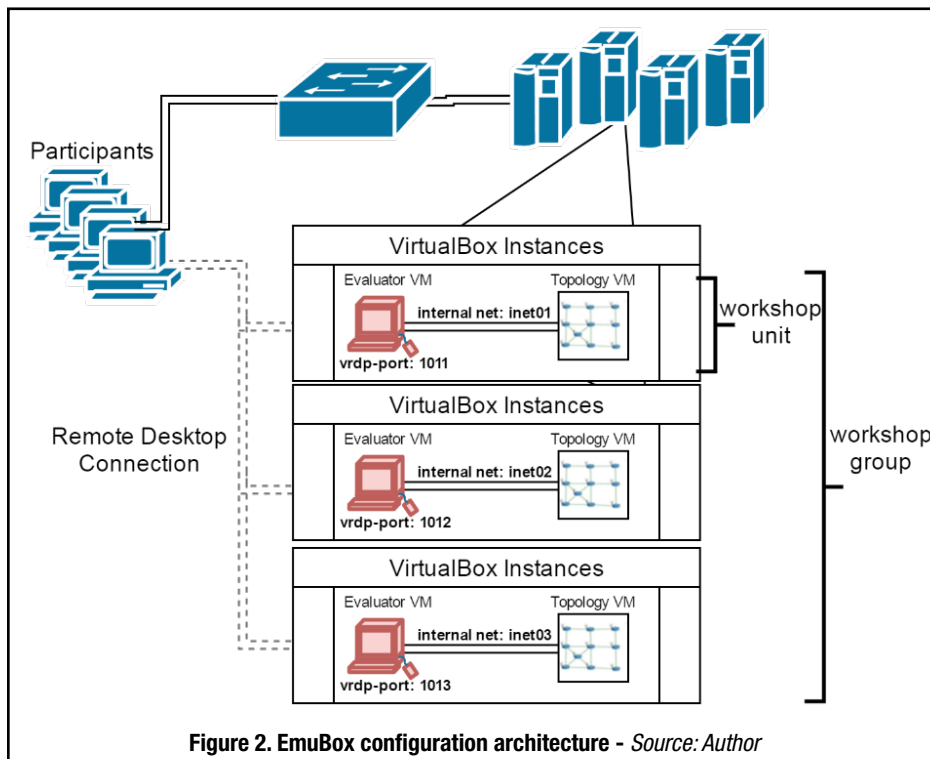 Participants
VirtualBox Instances
Evaluator VM
Topology VM
internal net: inet01
vrdp-port: 1011
workshop
unit
VirtualBox Instances
Evaluator VM
Topology VM
internal net: inet02
vrdp-port: 1012
Remote Desktop
Connection
workshop
group
VirtualBox Instances
Evaluator VM
Topology VM
internal net: inet03
vrdp-port: 1013
Figure 2. EmuBox configuration architecture - Source: Author